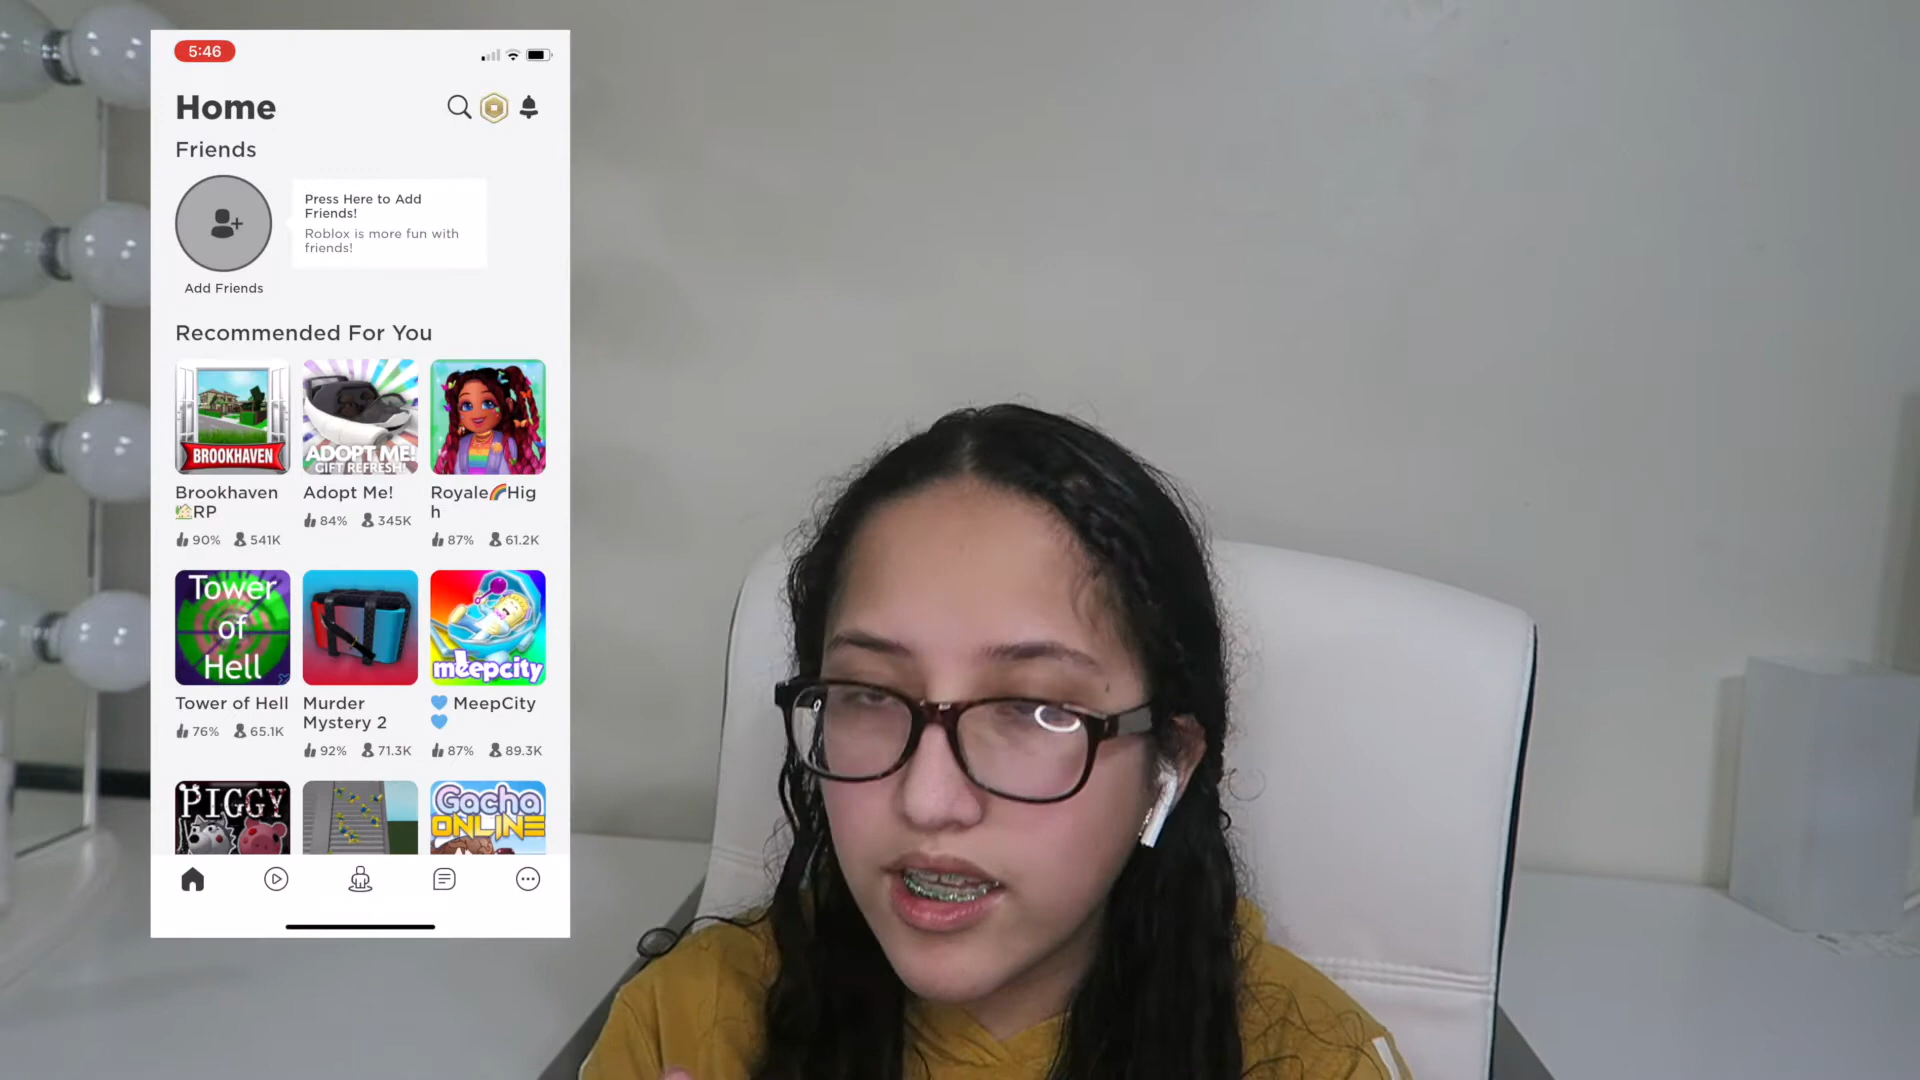 5:46
Home
Friends
Press Here to Add
Friends!
Roblox is more fun with
friends!
Add Friends
Recommended For You
BROOKHAVEN
ADOPT ME!
GIFT REFRESH!
Brookhaven
🏡RP
90% 541K
Adopt Me!
84% 345K
Royale🌈Hig
h
87% 61.2K
Tower
of
Hell
meepcity
Tower of Hell
76% 65.1K
Murder
Mystery 2
92% 71.3K
💙 MeepCity
💙
87% 89.3K
PIGGY
Gacha
ONLINE